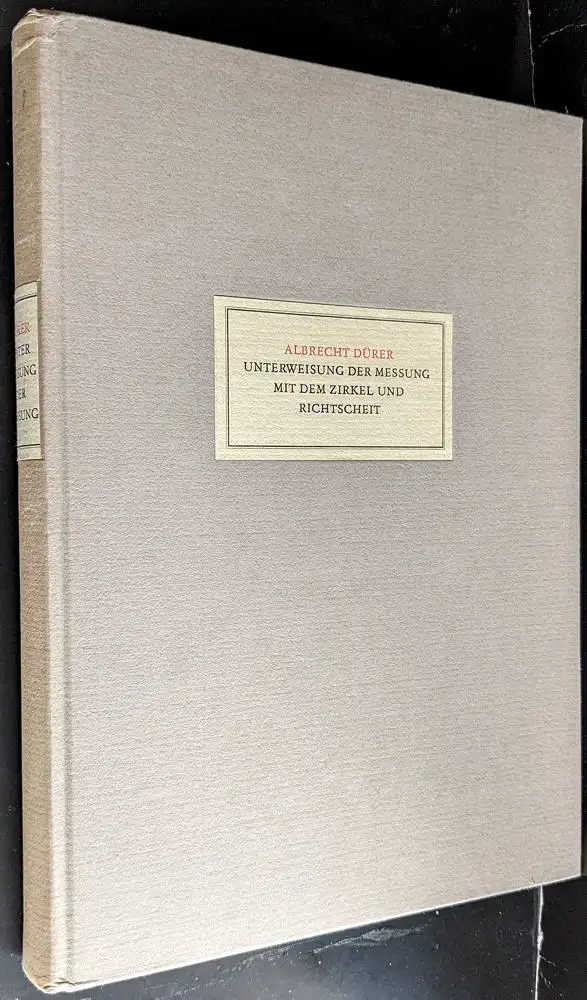 ALBRECHT DÜRER
UNTERWEISUNG DER MESSUNG
MIT DEM ZIRKEL UND
RICHTSCHEIT